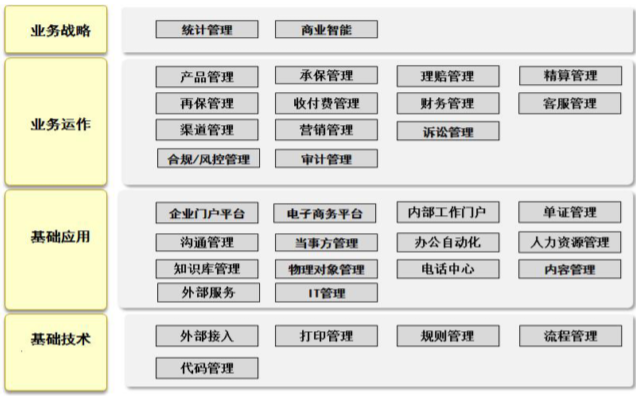 业务战略
统计管理 商业智能
业务运作
产品管理 承保管理 理赔管理 精算管理
再保管理 收付费管理 财务管理 客服管理
渠道管理 营销管理 诉讼管理
合规/风控管理 审计管理
基础应用
企业门户平台 电子商务平台 内部工作门户 单证管理
沟通管理 当事方管理 办公自动化 人力资源管理
知识库管理 物理对象管理 电话中心 内容管理
外部服务 IT管理
基础技术
外部接入 打印管理 规则管理 流程管理
代码管理